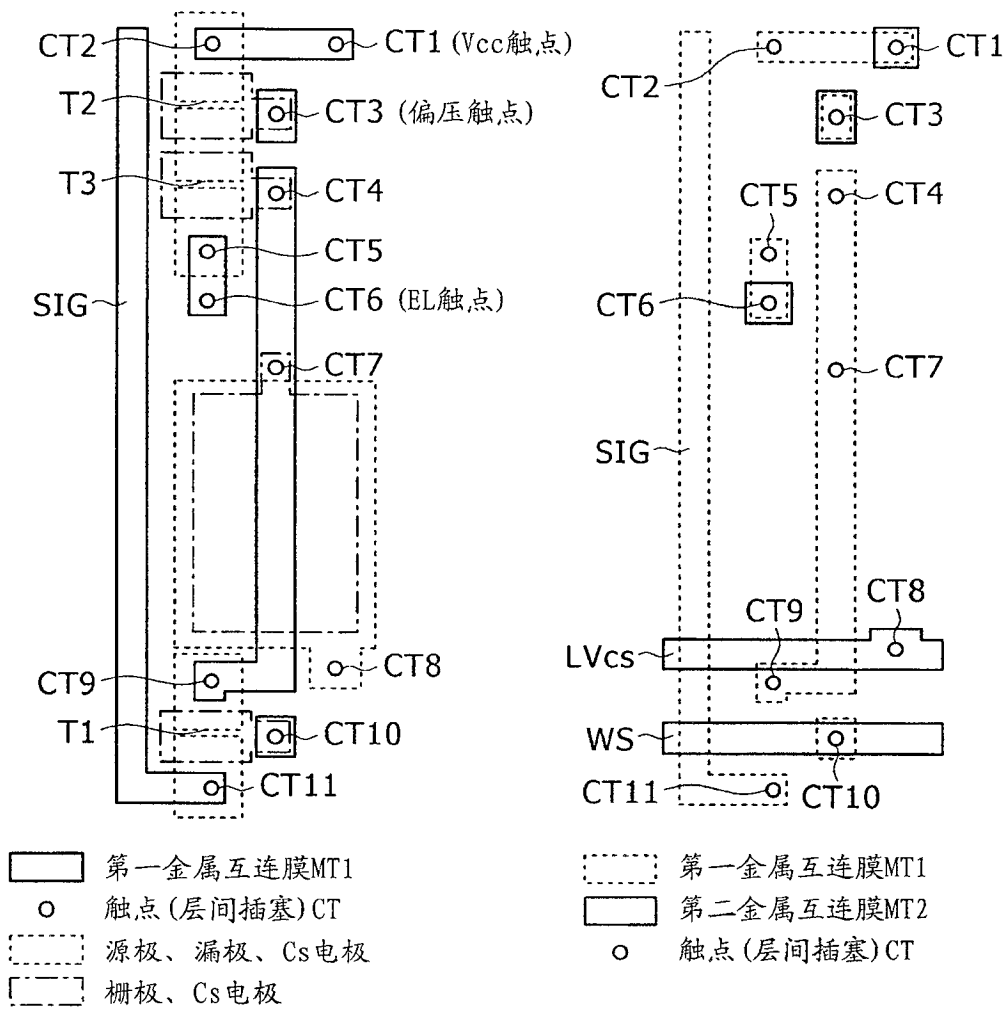 CT2
CT1 (Vcc触点)
T2
CT3 (偏压触点)
T3
CT4
CT5
SIG
CT6 (EL触点)
CT7
CT9
CT8
T1
CT10
CT11
第一金属互连膜MT1
触点(层间插塞)CT
源极、漏极、Cs电极
栅极、Cs电极
CT2
CT1
CT3
CT5
CT4
CT6
CT7
SIG
CT9
CT8
LVcs
WS
CT11
CT10
第一金属互连膜MT1
第二金属互连膜MT2
触点(层间插塞)CT